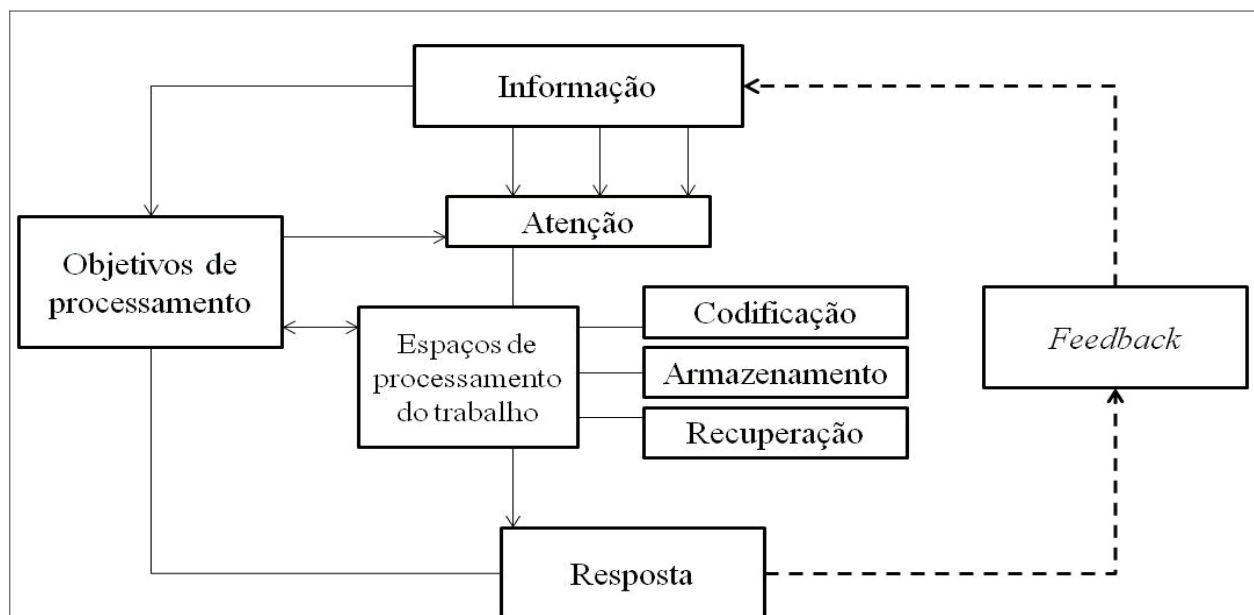 Informação
Atenção
Objetivos de
processamento
Espaços de
processamento
do trabalho
Codificação
Armazenamento
Recuperação
Feedback
Resposta